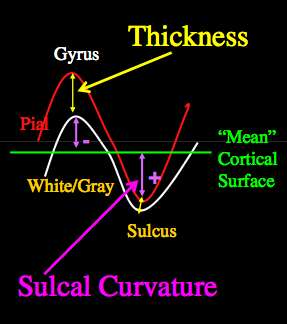 Thickness
Gyrus
Pial
-
“Mean”
Cortical
Surface
+
White/Gray
Sulcus
Sulcal Curvature